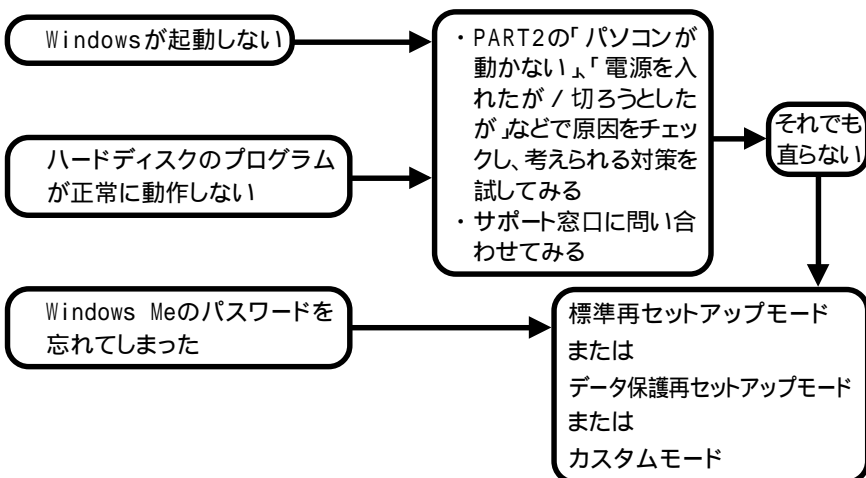 Windowsが起動しない
・PART2の「パソコンが
動かない」、「電源を入
れたが/切ろうとした
が」などで原因をチェッ
クし、考えられる対策を
試してみる
・サポート窓口に問い合
わせてみる
それでも
直らない
ハードディスクのプログラム
が正常に動作しない
Windows Meのパスワードを
忘れてしまった
標準再セットアップモード
または
データ保護再セットアップモード
または
カスタムモード